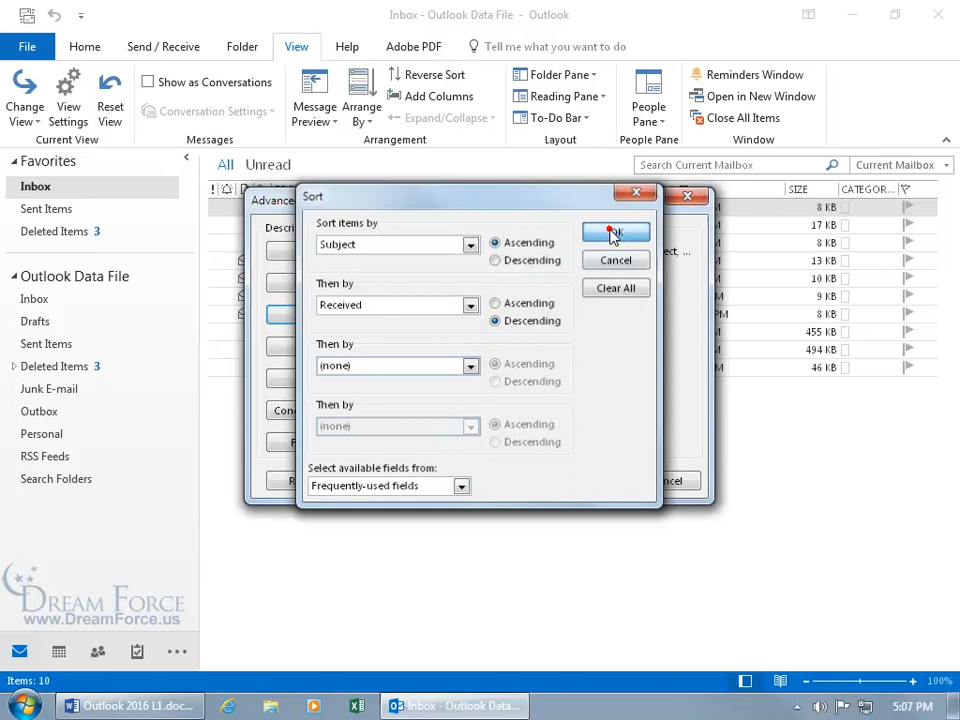 Inbox - Outlook Data File - Outlook
File Home Send / Receive Folder View Help Adobe PDF Tell me what you want to do
Change View
View Settings
Reset View
Show as Conversations
Conversation Settings
Message Preview
Arrange By
Reverse Sort
Add Columns
Expand/Collapse
Folder Pane
Reading Pane
To-Do Bar
People Pane
Reminders Window
Open in New Window
Close All Items
Current View Messages Arrangement Layout People Pane Window
Favorites
Inbox
Sent Items
Deleted Items 3
Outlook Data File
Inbox
Drafts
Sent Items
Deleted Items 3
Junk E-mail
Outbox
Personal
RSS Feeds
Search Folders
DREAM FORCE
www.DreamForce.us
All Unread
Search Current Mailbox Current Mailbox
SIZE CATEGOR...
8 KB
17 KB
8 KB
13 KB
10 KB
9 KB
8 KB
455 KB
494 KB
46 KB
Sort
Sort items by
Subject
Ascending
Descending
Then by
Received
Ascending
Descending
Then by
(none)
Ascending
Descending
Then by
(none)
Ascending
Descending
Select available fields from:
Frequently-used fields
OK
Cancel
Clear All
Items: 10
100%
Outlook 2016 L1.doc...
Inbox - Outlook Data...
5:07 PM